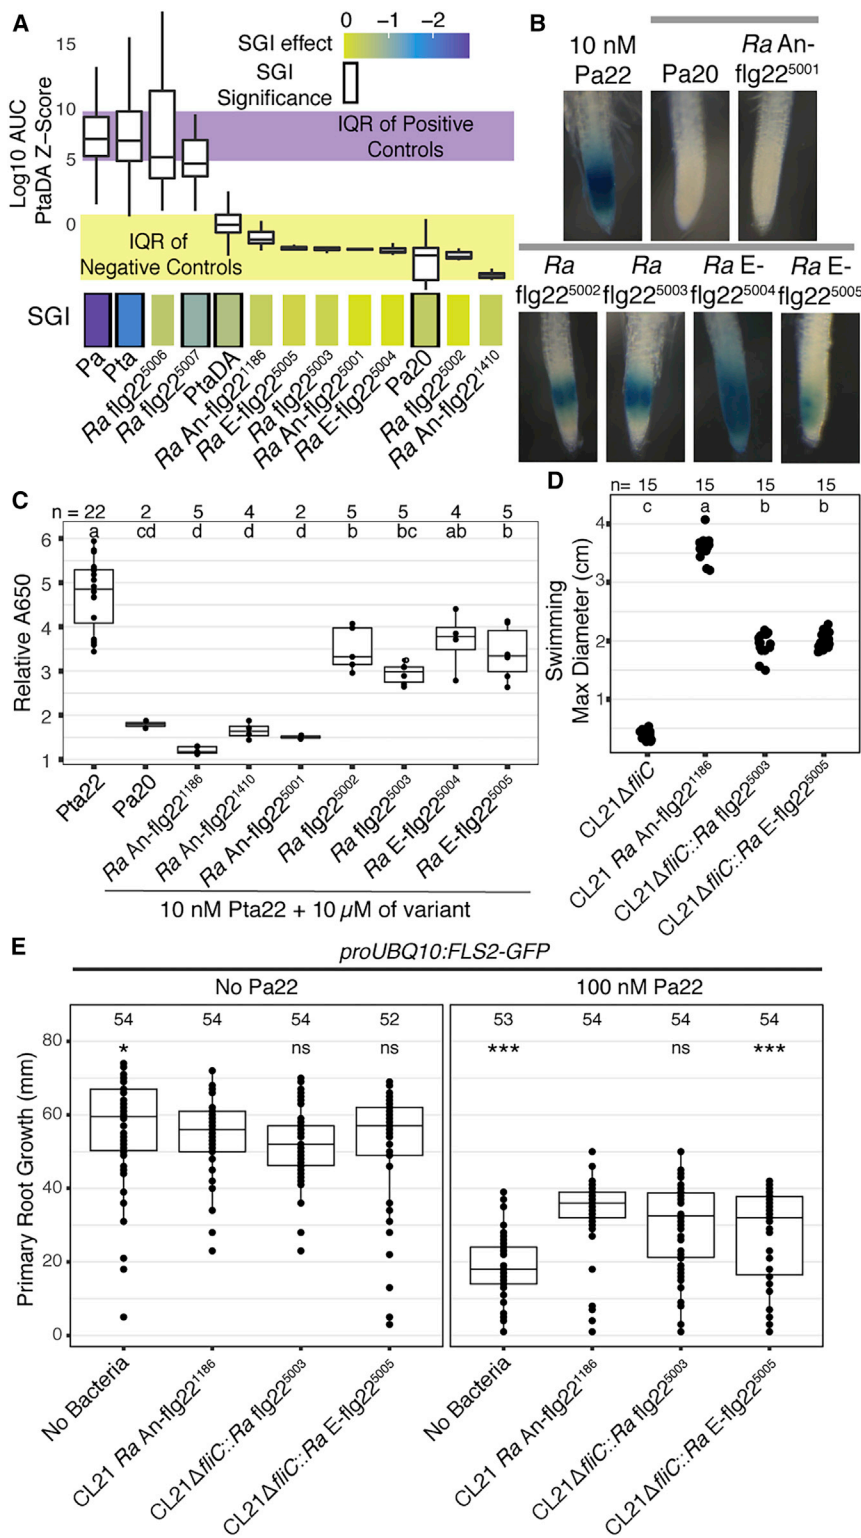 A
Log10 AUC
PtaDA Z−Score
15
10
5
0
0 −1 −2
SGI effect
SGI
Significance
IQR of Positive
Controls
IQR of
Negative Controls
SGI
Pa
Pta
Ra flg22^5006
Ra flg22^5007
PtaDA
Ra An-flg22^1186
Ra E-flg22^5005
Ra flg22^5003
Ra An-flg22^5001
Ra E-flg22^5004
Pa20
Ra flg22^5002
Ra An-flg22^1410
B
10 nM
Pa22
Pa20
Ra An-
flg22^5001
Ra
flg22^5002
Ra
flg22^5003
Ra E-
flg22^5004
Ra E-
flg22^5005
C
n = 22 2 5 4 2 5 5 4 5
a cd d d d b bc ab b
Relative A650
6
5
4
3
2
1
Pta22
Pa20
Ra An-flg22^1186
Ra An-flg22^1410
Ra An-flg22^5001
Ra flg22^5002
Ra flg22^5003
Ra E-flg22^5004
Ra E-flg22^5005
10 nM Pta22 + 10 µM of variant
D
n= 15 15 15 15
c a b b
Swimming
Max Diameter (cm)
4
3
2
1
CL21ΔfliC
CL21 Ra An-flg22^1186
CL21ΔfliC::Ra flg22^5003
CL21ΔfliC::Ra E-flg22^5005
E
proUBQ10:FLS2-GFP
No Pa22
100 nM Pa22
54 54 54 52
* ns ns
53 54 54 54
*** ns ***
Primary Root Growth (mm)
80
60
40
20
0
No Bacteria
CL21 Ra An-flg22^1186
CL21ΔfliC::Ra flg22^5003
CL21ΔfliC::Ra E-flg22^5005
No Bacteria
CL21 Ra An-flg22^1186
CL21ΔfliC::Ra flg22^5003
CL21ΔfliC::Ra E-flg22^5005